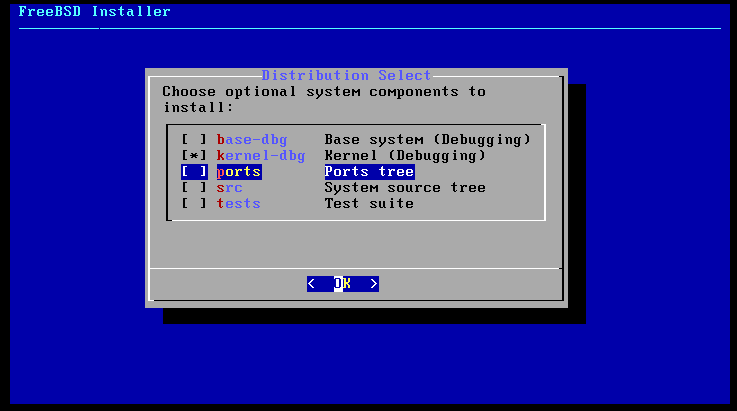 FreeBSD Installer
Distribution Select
Choose optional system components to
install:
[ ] base-dbg Base system (Debugging)
[*] kernel-dbg Kernel (Debugging)
[ ] ports Ports tree
[ ] src System source tree
[ ] tests Test suite
< OK >